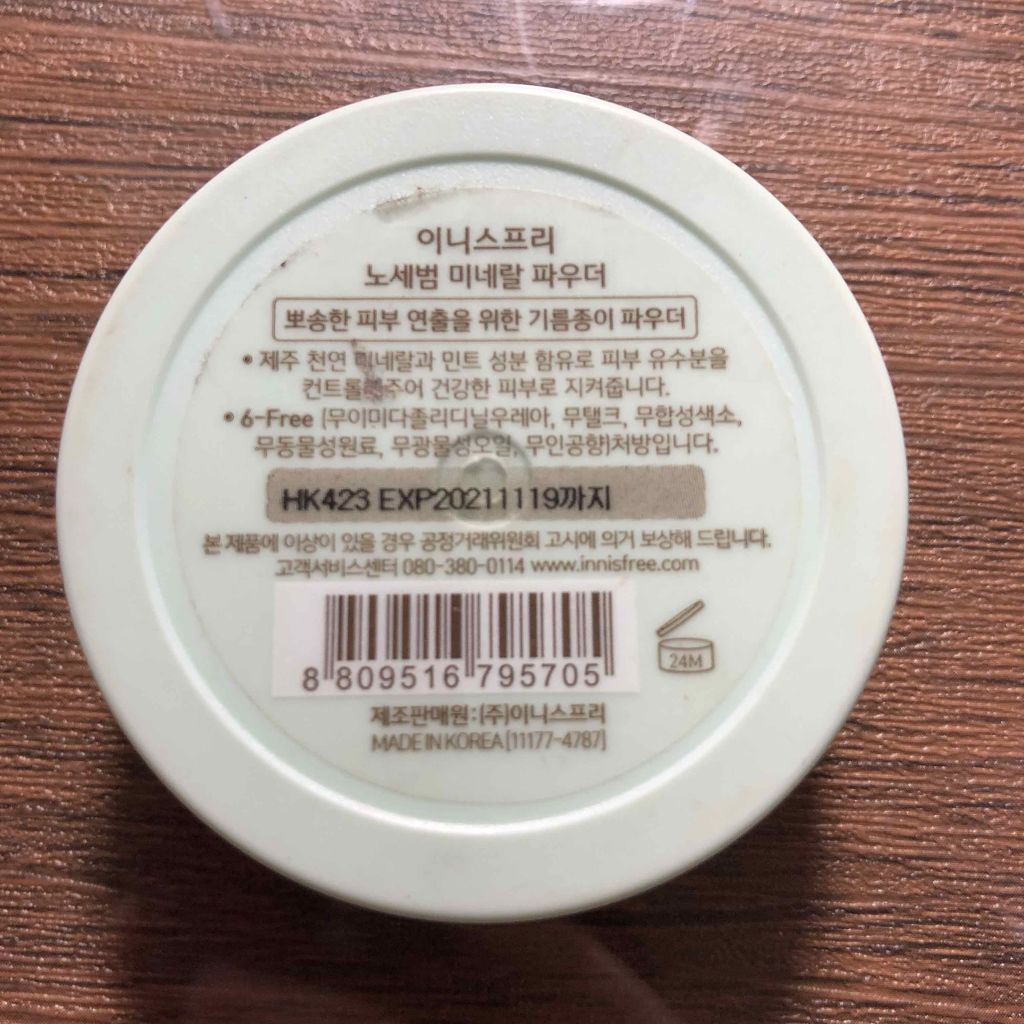 이니스프리
노세범 미네랄 파우더
뽀송한 피부 연출을 위한 기름종이 파우더
• 제주 천연 미네랄과 민트 성분 함유로 피부 유수분을
컨트롤해주어 건강한 피부로 지켜줍니다.
• 6-Free [무이미다졸리디닐우레아, 무탤크, 무합성색소,
무동물성원료, 무광물성오일, 무인공향]처방입니다.
HK423 EXP20211119까지
본 제품에 이상이 있을 경우 공정거래위원회 고시에 의거 보상해 드립니다.
고객서비스센터 080-380-0114 www.innisfree.com
24M
8 809516 795705
제조판매원:(주)이니스프리
MADE IN KOREA [11177-4787]